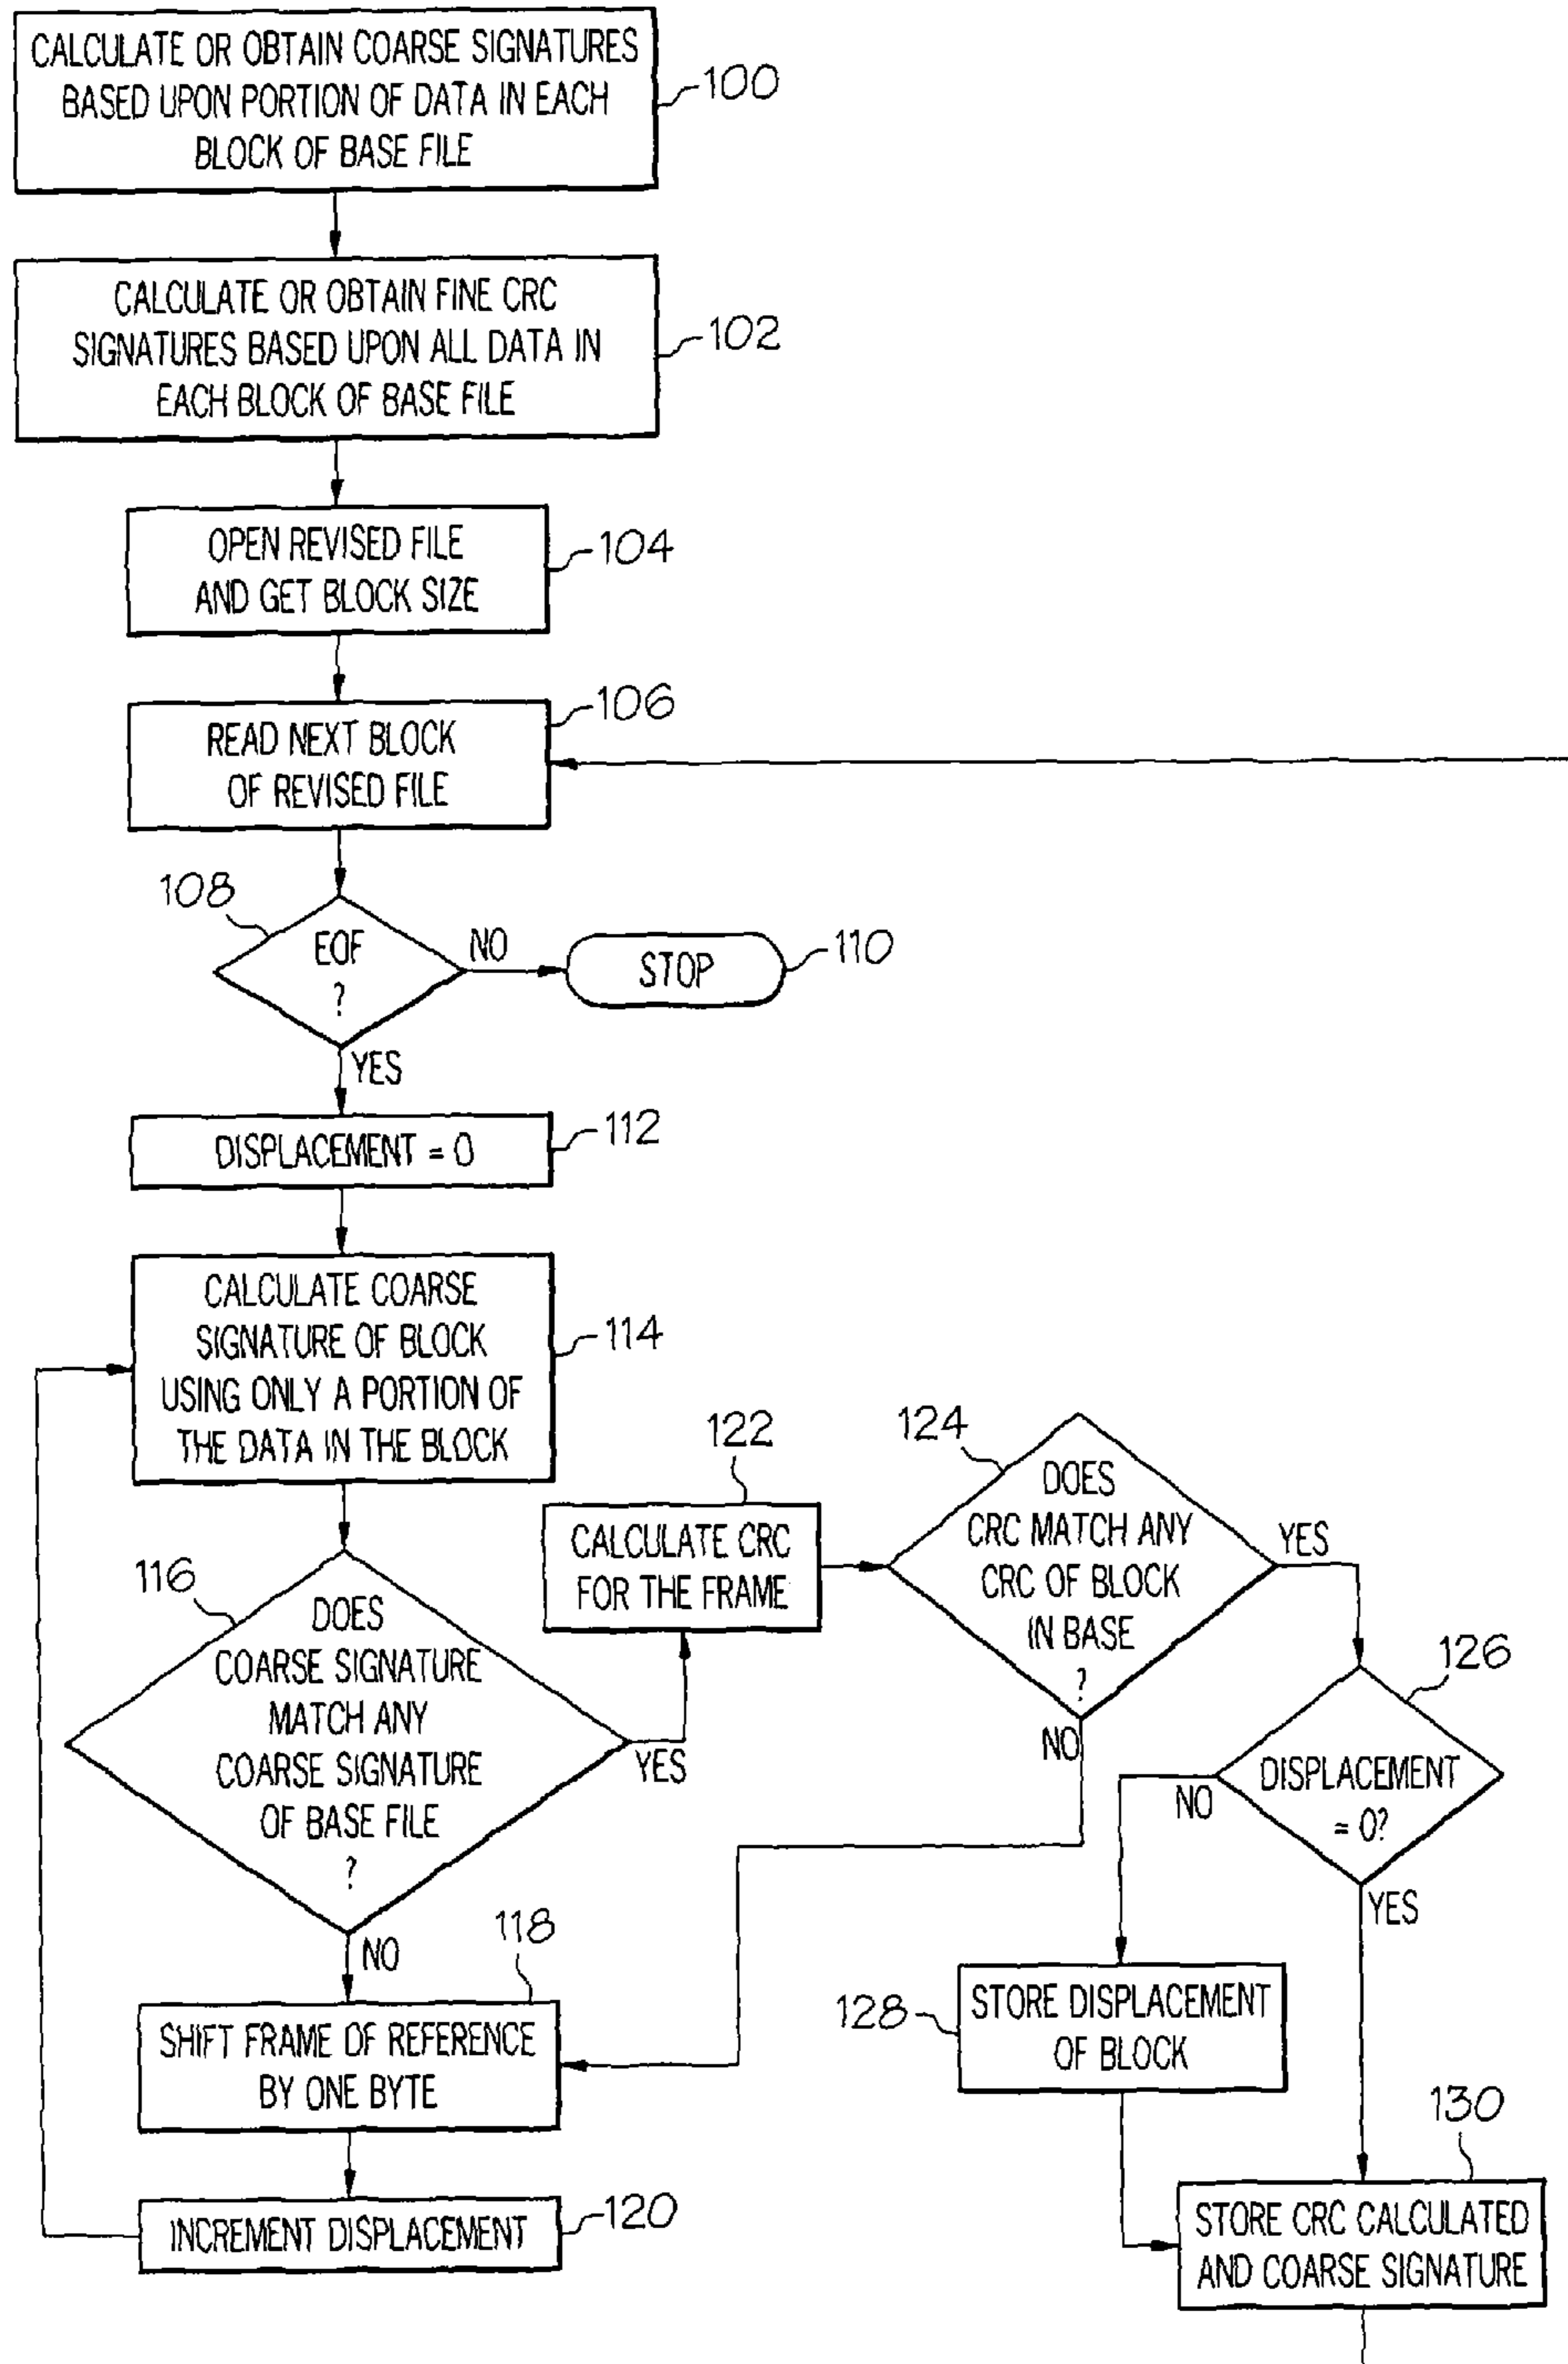 CALCULATE OR OBTAIN COARSE SIGNATURES
BASED UPON PORTION OF DATA IN EACH
BLOCK OF BASE FILE
100
CALCULATE OR OBTAIN FINE CRC
SIGNATURES BASED UPON ALL DATA IN
EACH BLOCK OF BASE FILE
102
OPEN REVISED FILE
AND GET BLOCK SIZE
104
READ NEXT BLOCK
OF REVISED FILE
106
108
EOF
?
NO
STOP
110
YES
DISPLACEMENT = 0
112
CALCULATE COARSE
SIGNATURE OF BLOCK
USING ONLY A PORTION OF
THE DATA IN THE BLOCK
114
116
DOES
COARSE SIGNATURE
MATCH ANY
COARSE SIGNATURE
OF BASE FILE
?
YES
NO
122
CALCULATE CRC
FOR THE FRAME
124
DOES
CRC MATCH ANY
CRC OF BLOCK
IN BASE
?
YES
NO
126
DISPLACEMENT
= 0?
NO
YES
118
SHIFT FRAME OF REFERENCE
BY ONE BYTE
INCREMENT DISPLACEMENT
120
128
STORE DISPLACEMENT
OF BLOCK
130
STORE CRC CALCULATED
AND COARSE SIGNATURE